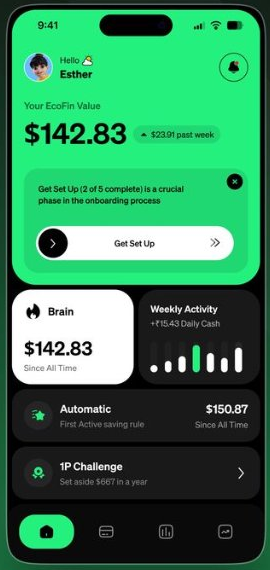 9:41
Hello
Esther
Your EcoFin Value
$142.83
$23.91 past week
Get Set Up (2 of 5 complete) is a crucial
phase in the onboarding process
Get Set Up
Brain
$142.83
Since All Time
Weekly Activity
+₹15.43 Daily Cash
Automatic
First Active saving rule
$150.87
Since All Time
1P Challenge
Set aside $667 in a year